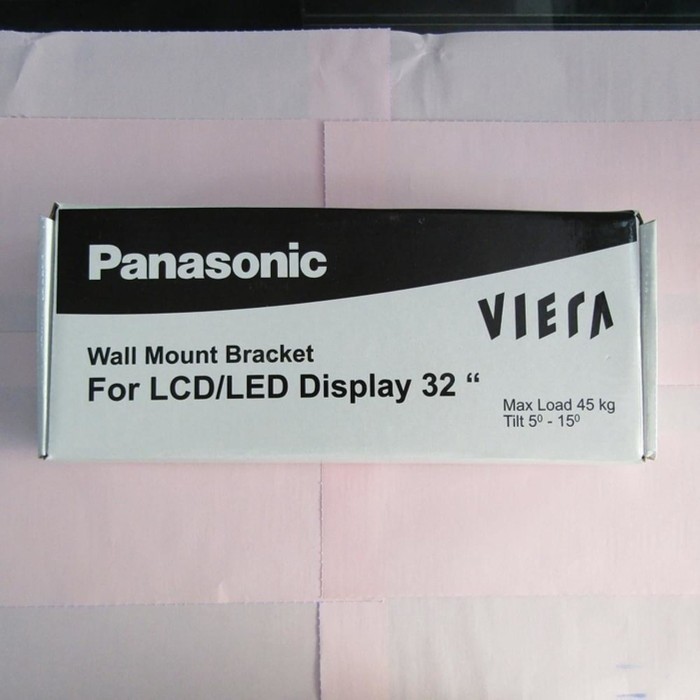 Panasonic
VIERA
Wall Mount Bracket
For LCD/LED Display 32 “
Max Load 45 kg
Tilt 5⁰ - 15⁰